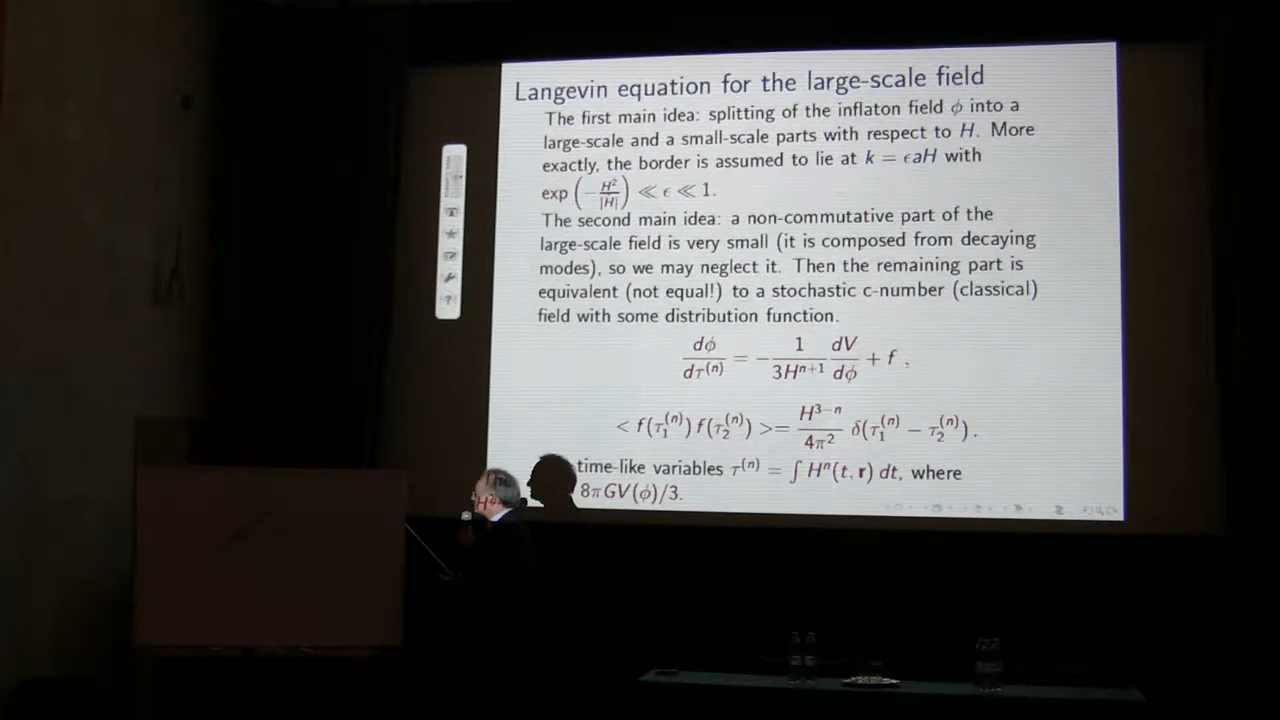 Langevin equation for the large-scale field
The first main idea: splitting of the inflaton field ϕ into a
large-scale and a small-scale parts with respect to H. More
exactly, the border is assumed to lie at k = ϵaH with
exp(−H²/|Ḣ|) ≪ ϵ ≪ 1.
The second main idea: a non-commutative part of the
large-scale field is very small (it is composed from decaying
modes), so we may neglect it. Then the remaining part is
equivalent (not equal!) to a stochastic c-number (classical)
field with some distribution function.
dϕ/dτ⁽ⁿ⁾ = −1/3Hⁿ⁺¹ dV/dϕ + f ,
< f(τ₁⁽ⁿ⁾) f(τ₂⁽ⁿ⁾) >= H³⁻ⁿ/4π² δ(τ₁⁽ⁿ⁾ − τ₂⁽ⁿ⁾) .
time-like variables τ⁽ⁿ⁾ = ∫ Hⁿ(t, r) dt, where
H² 8πGV(ϕ)/3.